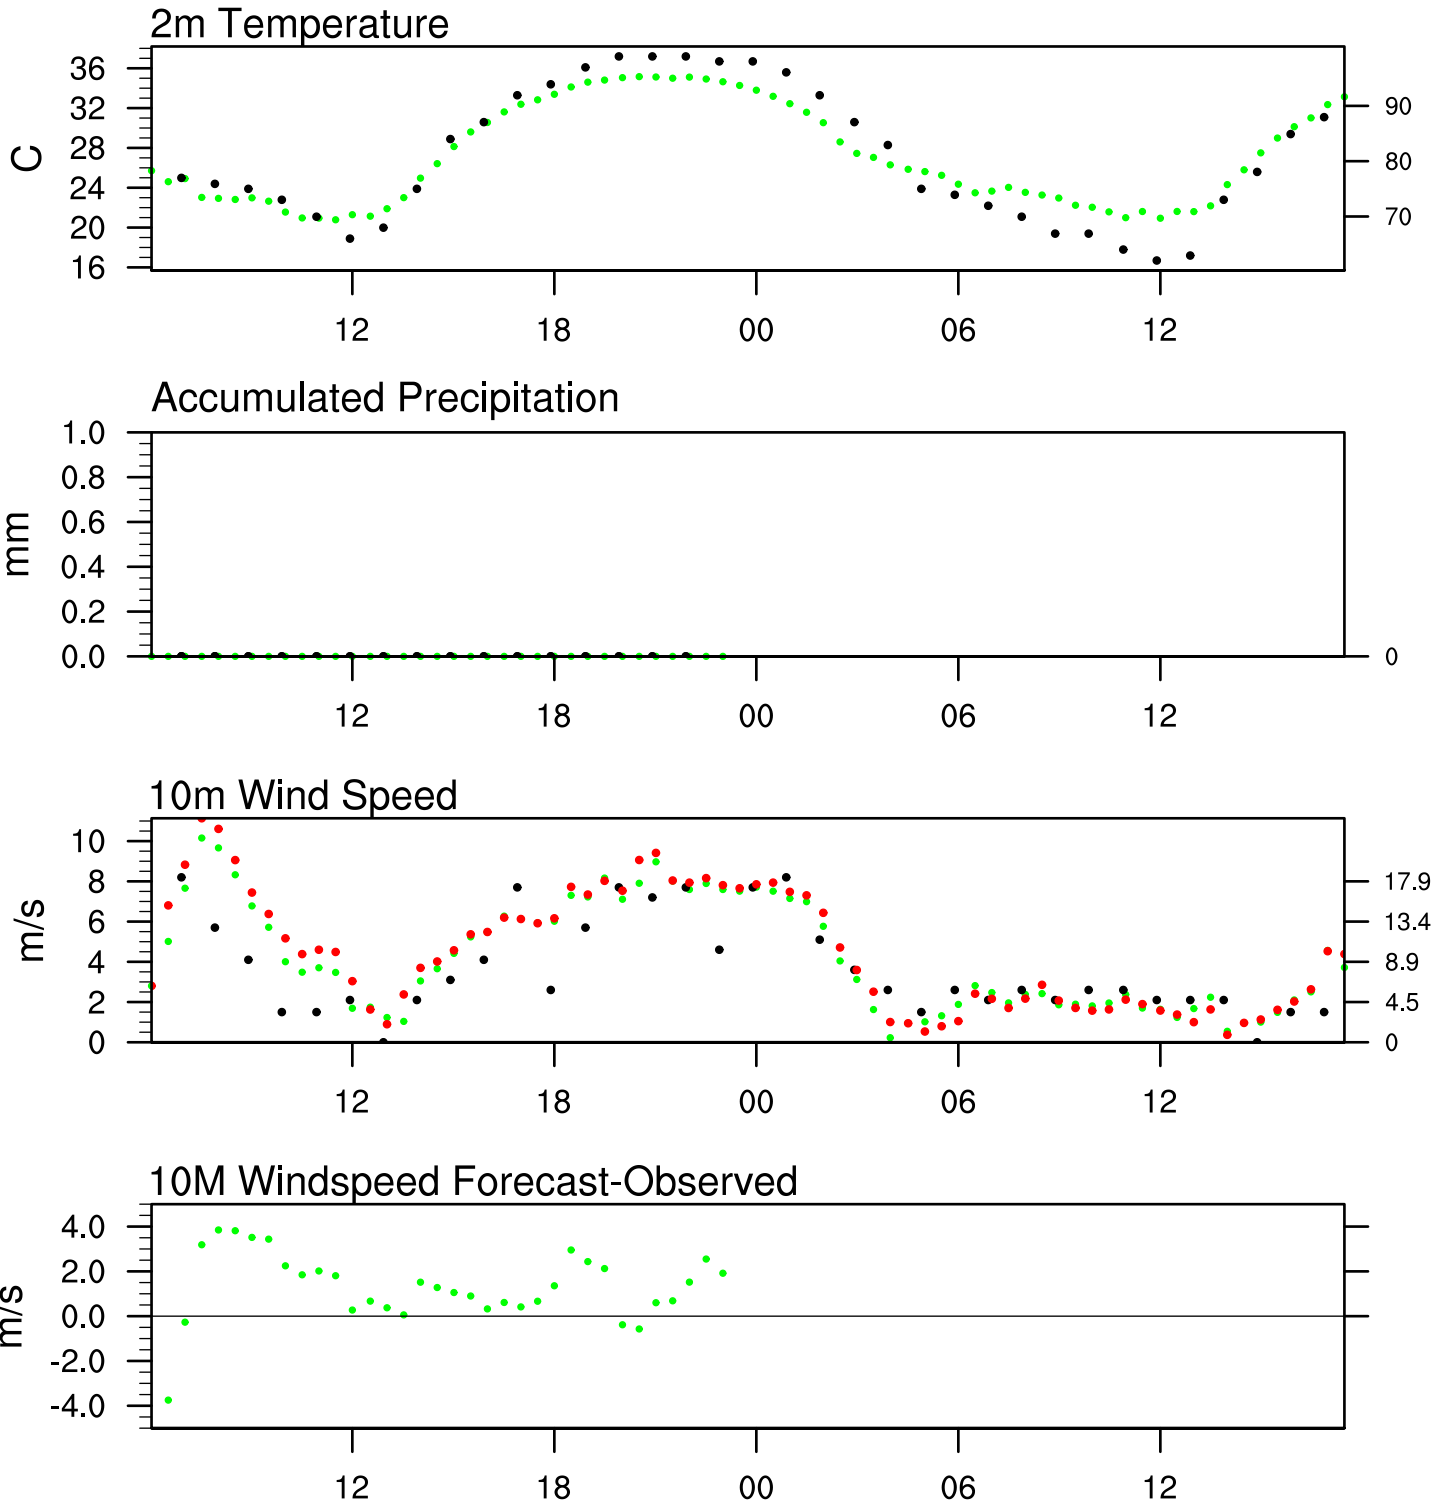 2m Temperature
36
32
28
24
20
16
C
90
80
70
12 18 00 06 12
Accumulated Precipitation
1.0
0.8
0.6
0.4
0.2
0.0
mm
0
12 18 00 06 12
10m Wind Speed
10
8
6
4
2
0
m/s
17.9
13.4
8.9
4.5
0
12 18 00 06 12
10M Windspeed Forecast-Observed
4.0
2.0
0.0
-2.0
-4.0
m/s
12 18 00 06 12